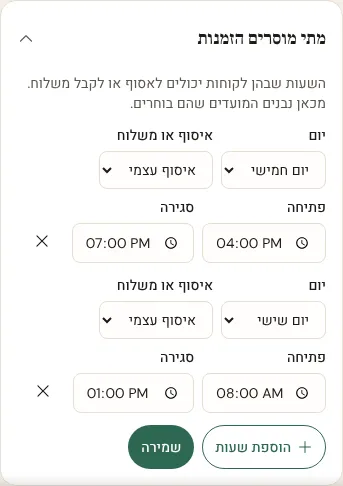 מתי מוסרים הזמנות
השעות שבהן לקוחות יכולים לאסוף או לקבל משלוח.
מכאן נבנים המועדים שהם בוחרים.
יום
איסוף או משלוח
יום חמישי
איסוף עצמי
פתיחה
סגירה
04:00 PM
07:00 PM
יום
איסוף או משלוח
יום שישי
איסוף עצמי
פתיחה
סגירה
08:00 AM
01:00 PM
הוספת שעות
שמירה